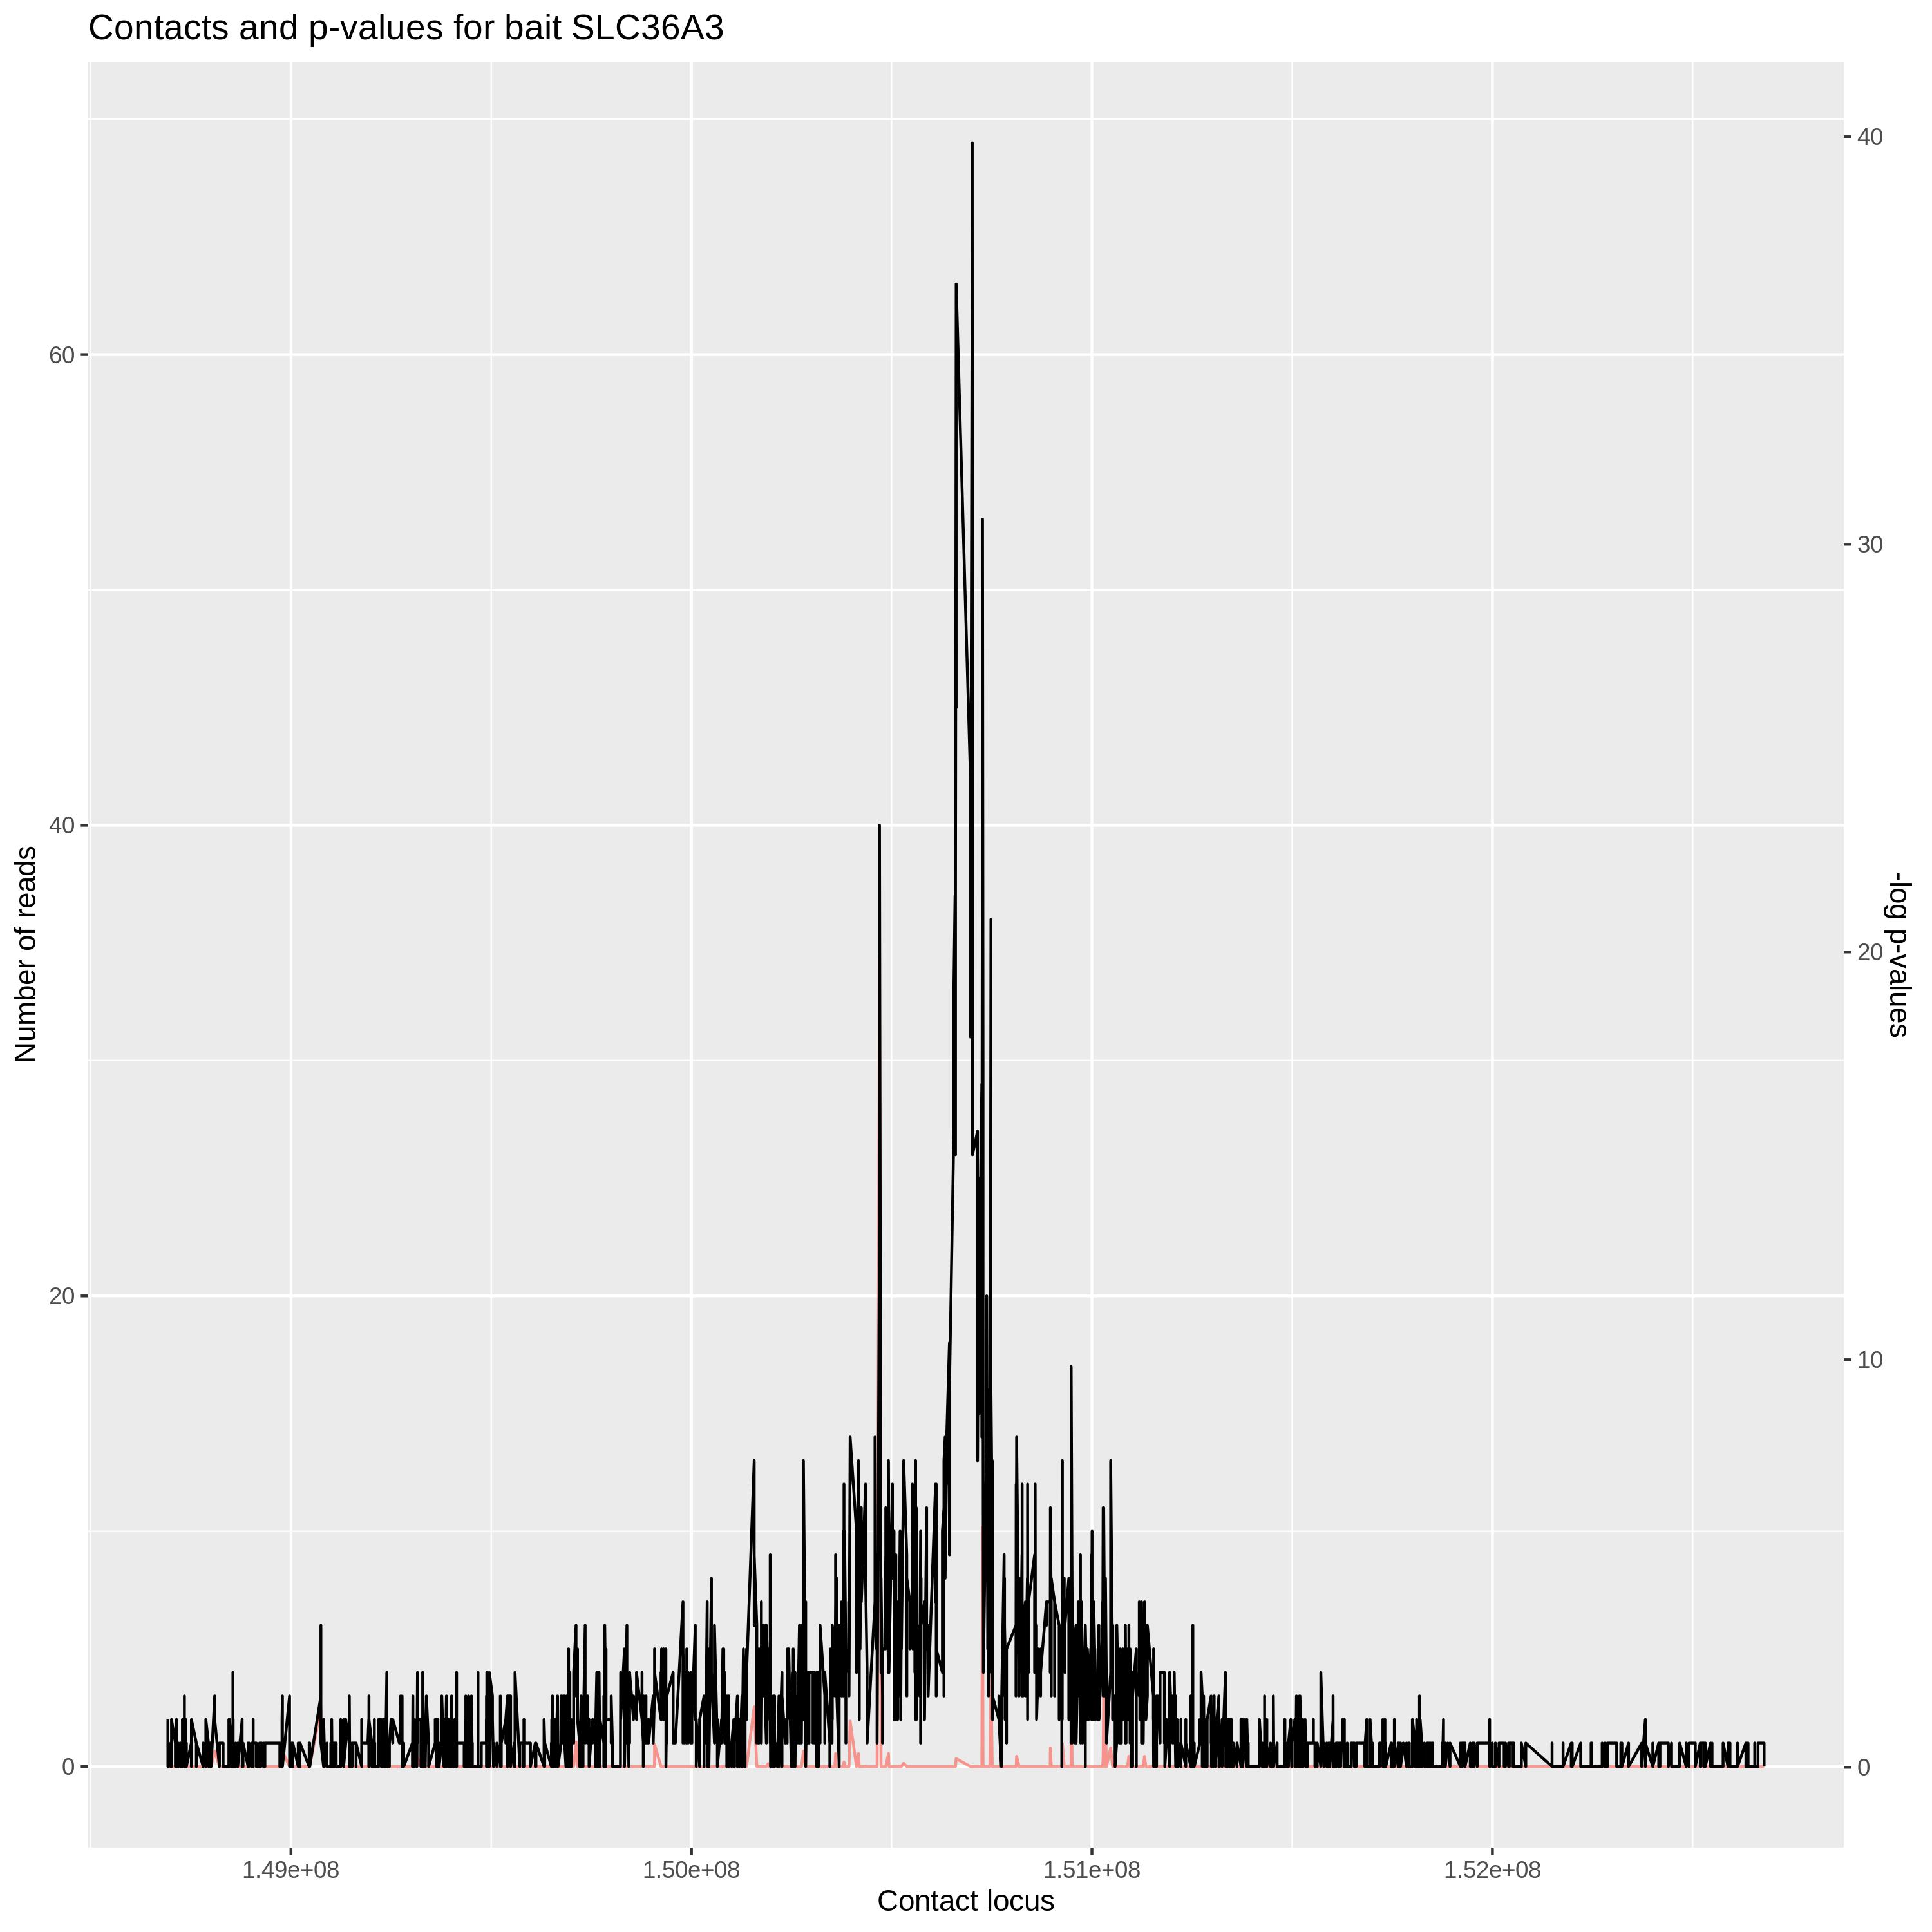 Contacts and p-values for bait SLC36A3
60
40
20
0
Number of reads
40
30
20
10
0
-log p-values
1.49e+08
1.50e+08
1.51e+08
1.52e+08
Contact locus